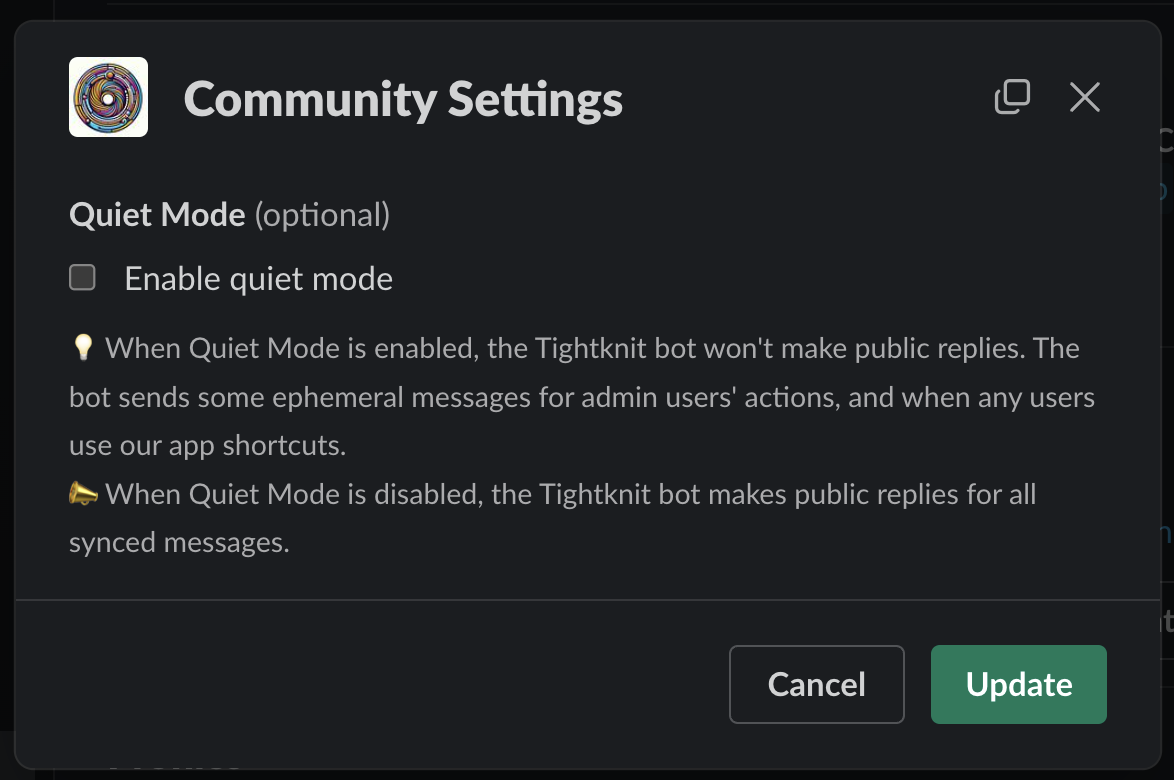 Community Settings
Quiet Mode (optional)
Enable quiet mode
💡 When Quiet Mode is enabled, the Tightknit bot won't make public replies. The
bot sends some ephemeral messages for admin users' actions, and when any users
use our app shortcuts.
📣 When Quiet Mode is disabled, the Tightknit bot makes public replies for all
synced messages.
Cancel
Update